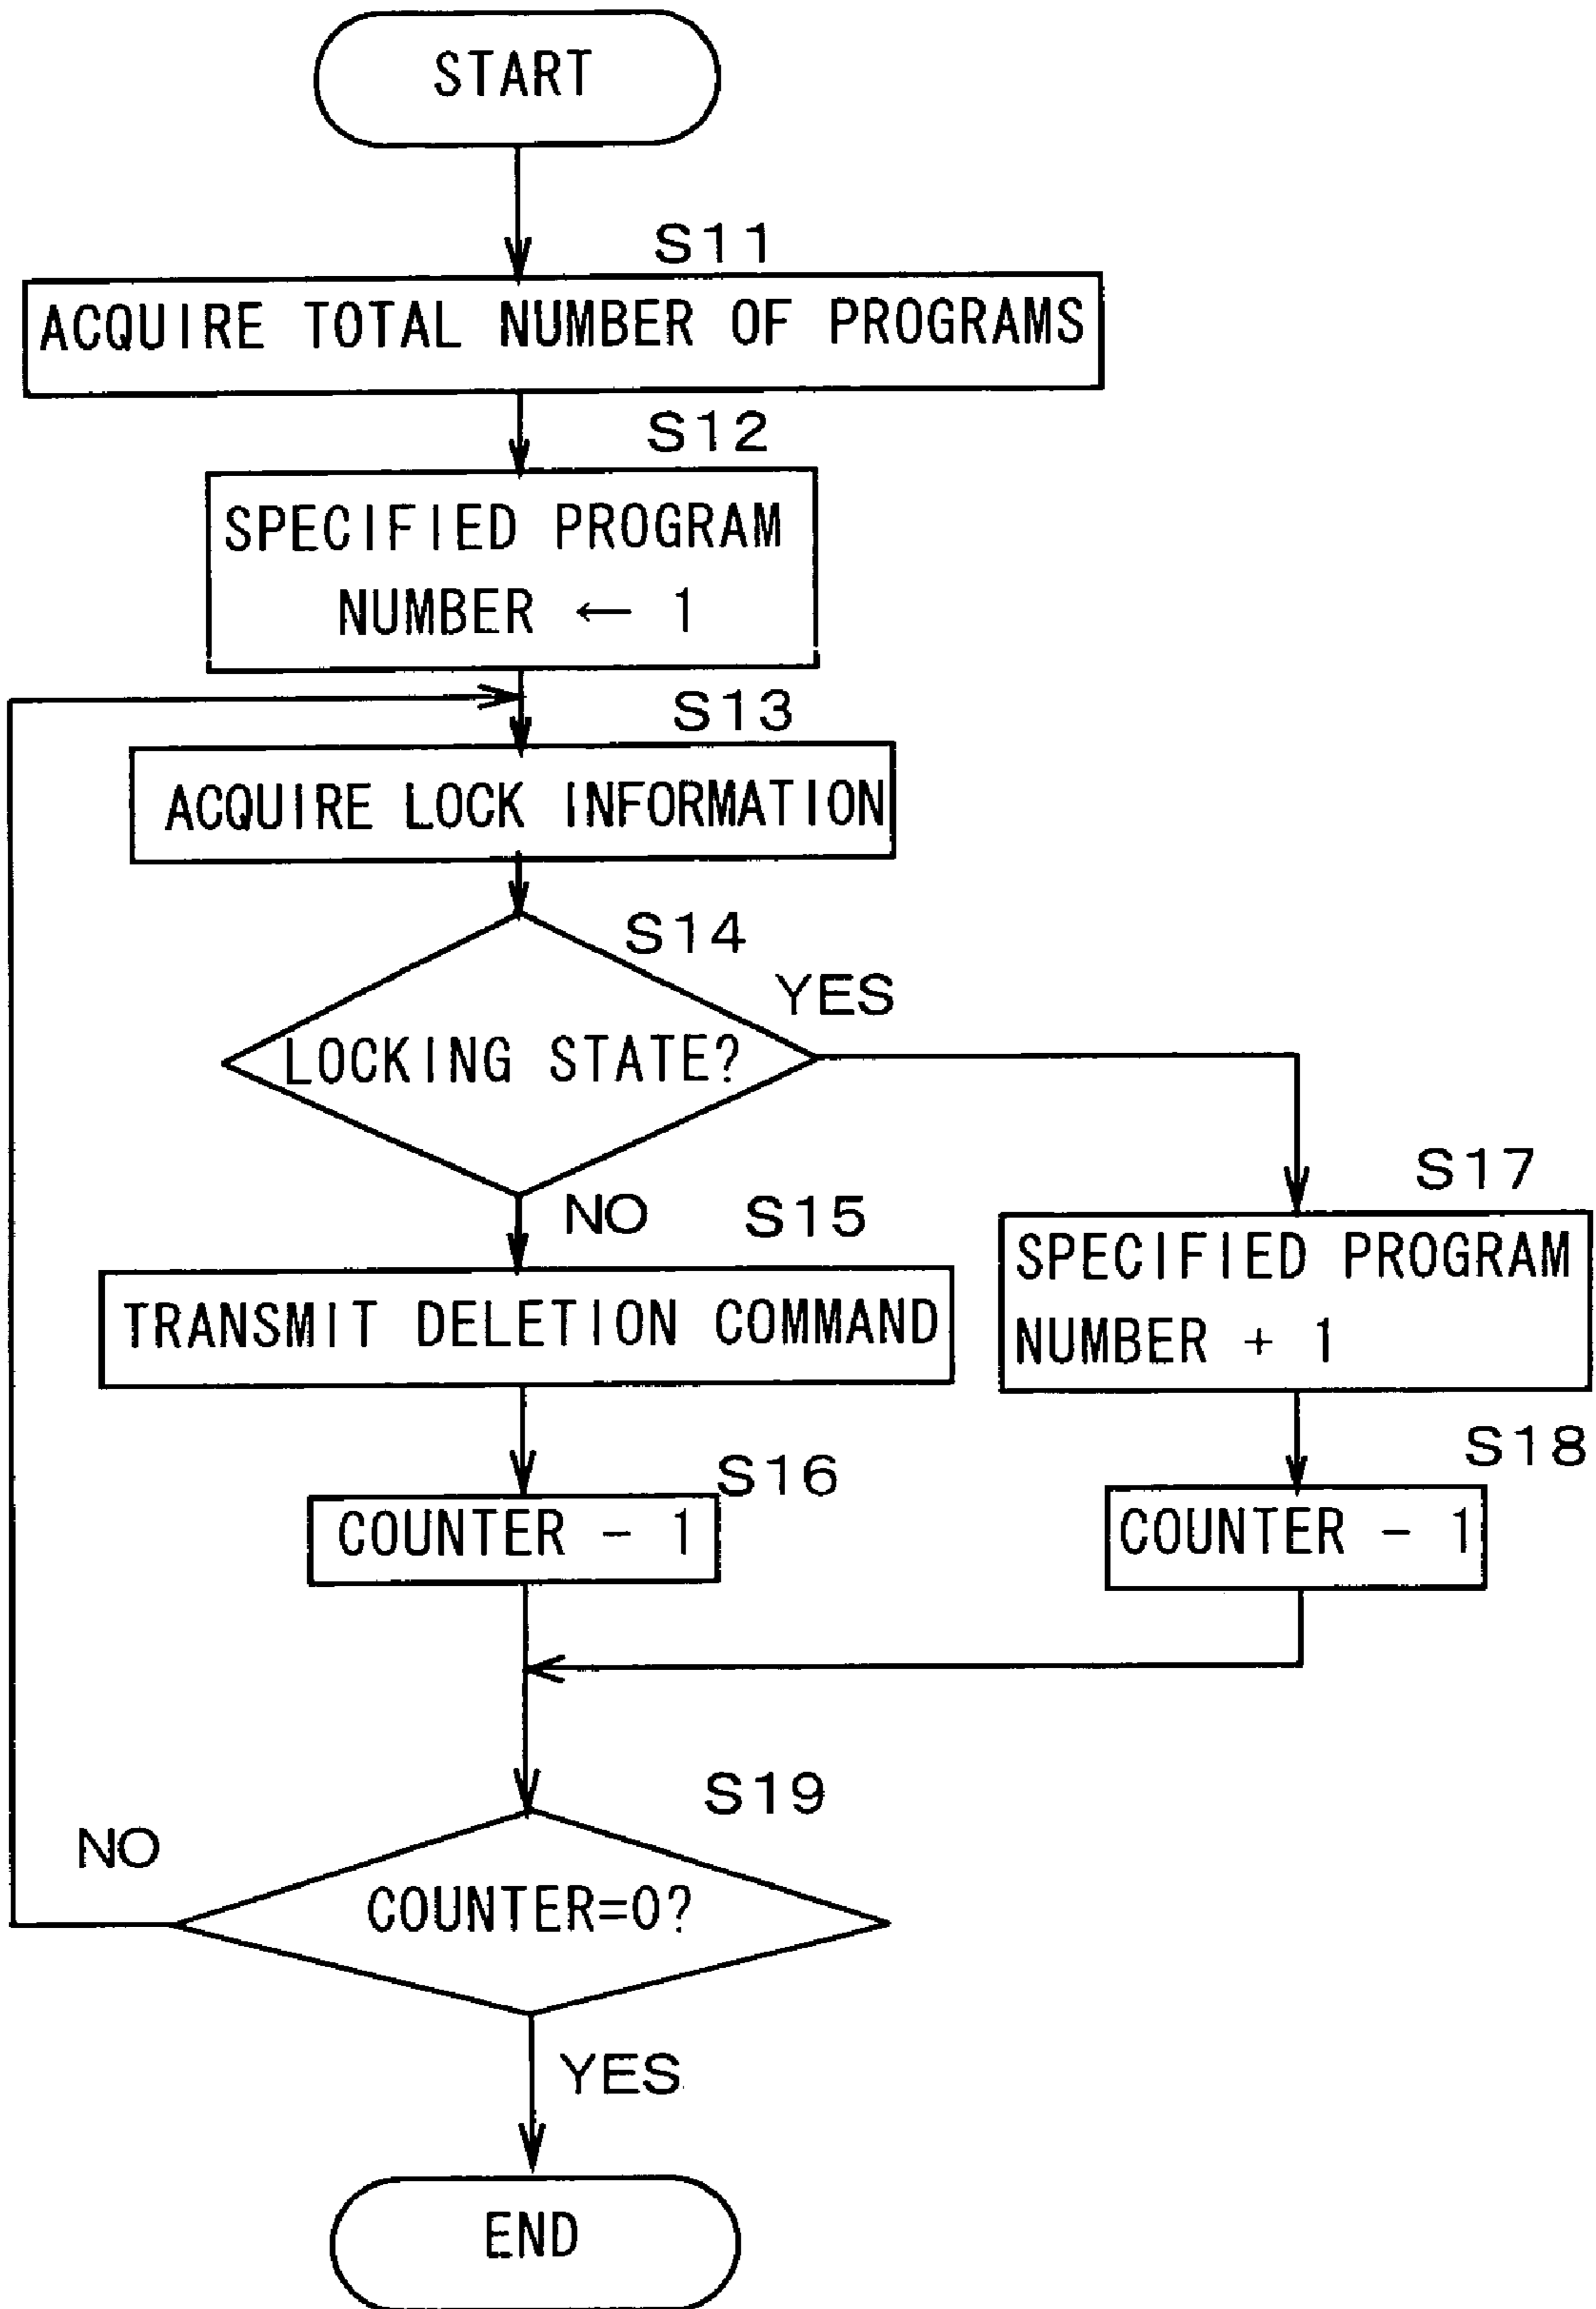 START
S11
ACQUIRE TOTAL NUMBER OF PROGRAMS
S12
SPECIFIED PROGRAM
NUMBER ← 1
S13
ACQUIRE LOCK INFORMATION
S14
YES
LOCKING STATE?
NO
S15
TRANSMIT DELETION COMMAND
S16
COUNTER - 1
S17
SPECIFIED PROGRAM
NUMBER + 1
S18
COUNTER - 1
S19
NO
COUNTER=0?
YES
END